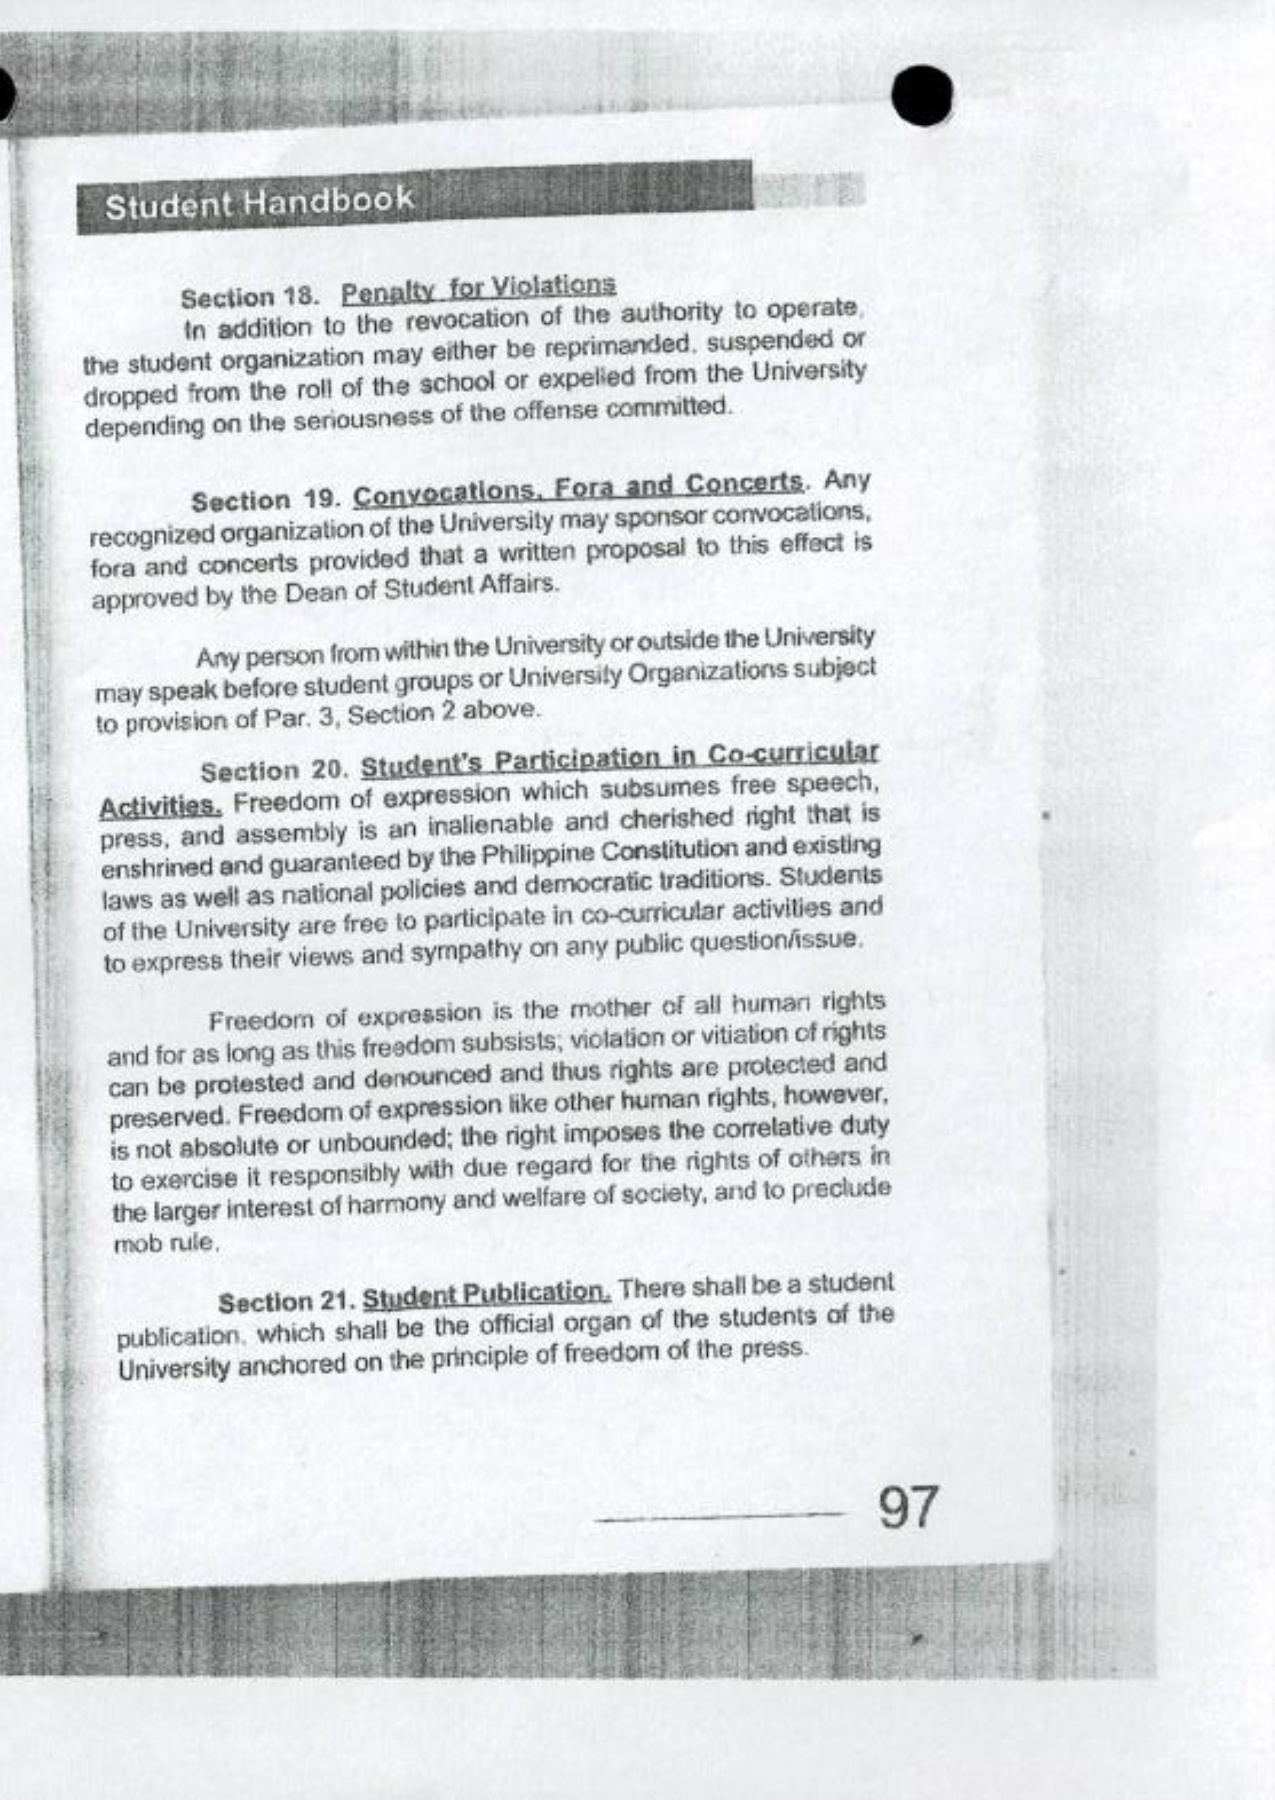 Student Handbook
Section 18. Penalty for Violations
In addition to the revocation of the authority to operate,
the student organization may either be reprimanded, suspended or
dropped from the roll of the school or expelled from the University
depending on the seriousness of the offense committed.
Section 19. Convocations, Fora and Concerts. Any
recognized organization of the University may sponsor convocations,
fora and concerts provided that a written proposal to this effect is
approved by the Dean of Student Affairs.
Any person from within the University or outside the University
may speak before student groups or University Organizations subject
to provision of Par. 3, Section 2 above.
Section 20. Student's Participation in Co-curricular
Activities. Freedom of expression which subsumes free speech,
press, and assembly is an inalienable and cherished right that is
enshrined and guaranteed by the Philippine Constitution and existing
laws as well as national policies and democratic traditions. Students
of the University are free to participate in co-curricular activities and
to express their views and sympathy on any public question/issue.
Freedom of expression is the mother of all human rights
and for as long as this freedom subsists; violation or vitiation of rights
can be protested and denounced and thus rights are protected and
preserved. Freedom of expression like other human rights, however,
is not absolute or unbounded; the right imposes the correlative duty
to exercise it responsibly with due regard for the rights of others in
the larger interest of harmony and welfare of society, and to preclude
mob rule.
Section 21. Student Publication. There shall be a student
publication, which shall be the official organ of the students of the
University anchored on the principle of freedom of the press.
97